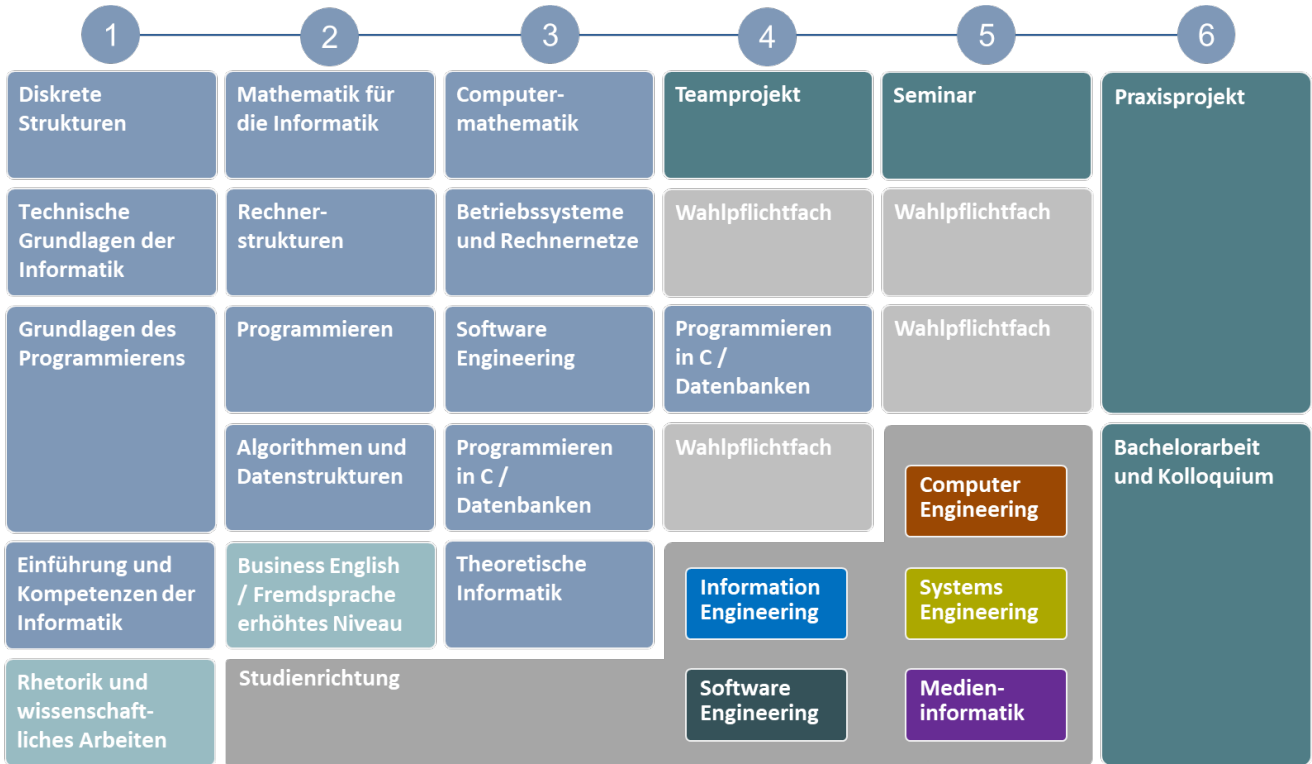 1
2
3
4
5
6
Diskrete
Strukturen
Mathematik für
die Informatik
Computer-
mathematik
Teamprojekt
Seminar
Praxisprojekt
Technische
Grundlagen der
Informatik
Rechner-
strukturen
Betriebssysteme
und Rechnernetze
Wahlpflichtfach
Wahlpflichtfach
Grundlagen des
Programmierens
Programmieren
Software
Engineering
Programmieren
in C /
Datenbanken
Wahlpflichtfach
Algorithmen und
Datenstrukturen
Programmieren
in C /
Datenbanken
Wahlpflichtfach
Computer
Engineering
Bachelorarbeit
und Kolloquium
Einführung und
Kompetenzen der
Informatik
Business English
/ Fremdsprache
erhöhtes Niveau
Theoretische
Informatik
Information
Engineering
Systems
Engineering
Rhetorik und
wissenschaft-
liches Arbeiten
Studienrichtung
Software
Engineering
Medien-
informatik